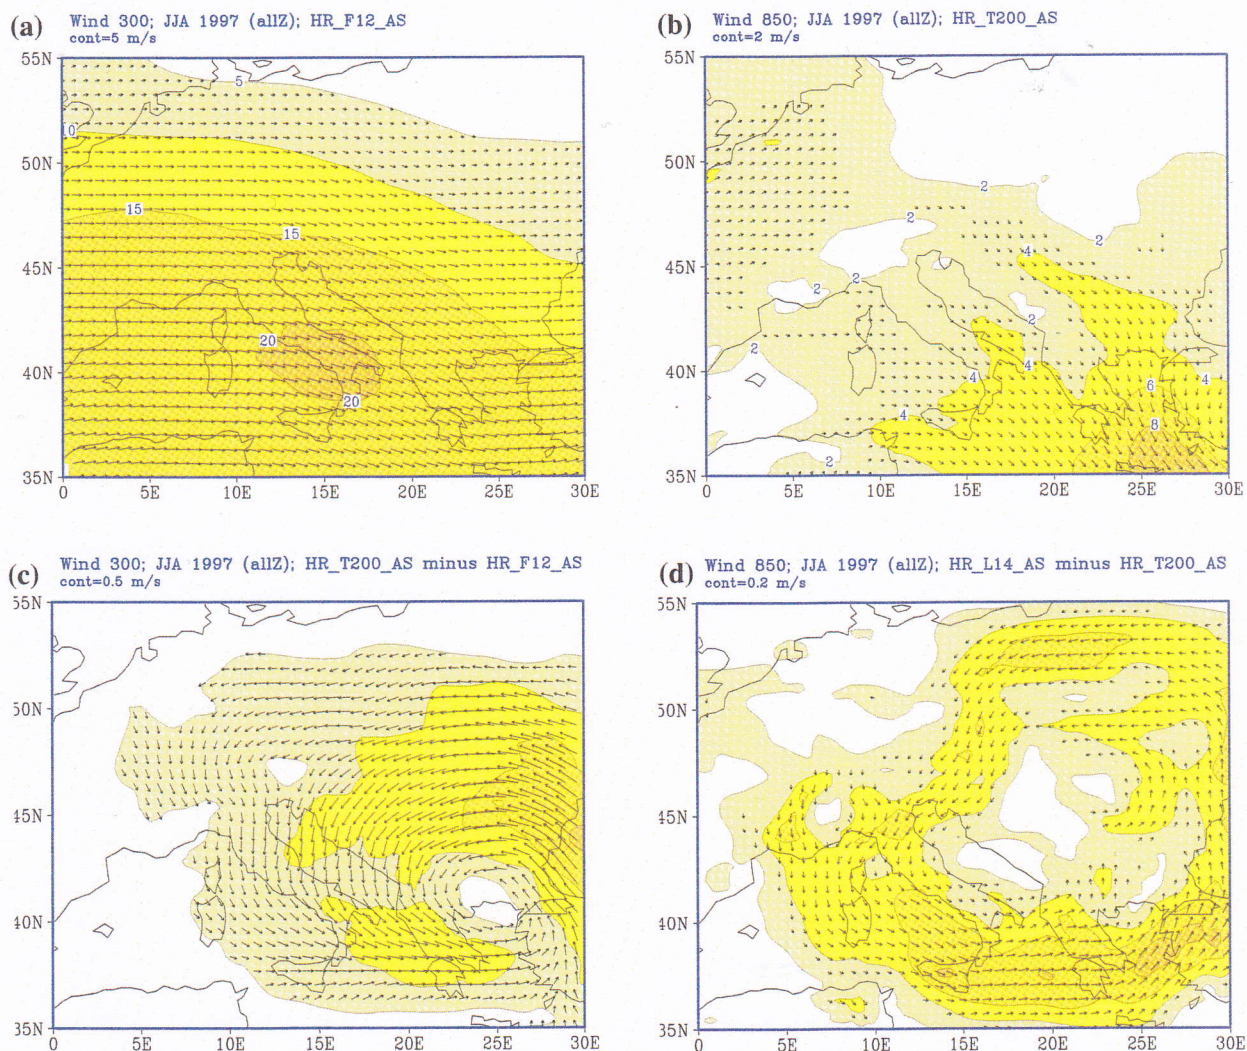 (a) Wind 300; JJA 1997 (allZ); HR_F12_AS
cont=5 m/s
55N
50N
45N
40N
35N
5
0
15
15
20
20
0 5E 10E 15E 20E 25E 30E
(b) Wind 850; JJA 1997 (allZ); HR_T200_AS
cont=2 m/s
55N
50N
45N
40N
35N
2
2
2
4
2
2
2
2
4
4
6
4
4
8
2
0 5E 10E 15E 20E 25E 30E
(c) Wind 300; JJA 1997 (allZ); HR_T200_AS minus HR_F12_AS
cont=0.5 m/s
55N
50N
45N
40N
35N
0 5E 10E 15E 20E 25E 30E
(d) Wind 850; JJA 1997 (allZ); HR_L14_AS minus HR_T200_AS
cont=0.2 m/s
55N
50N
45N
40N
35N
0 5E 10E 15E 20E 25E 30E